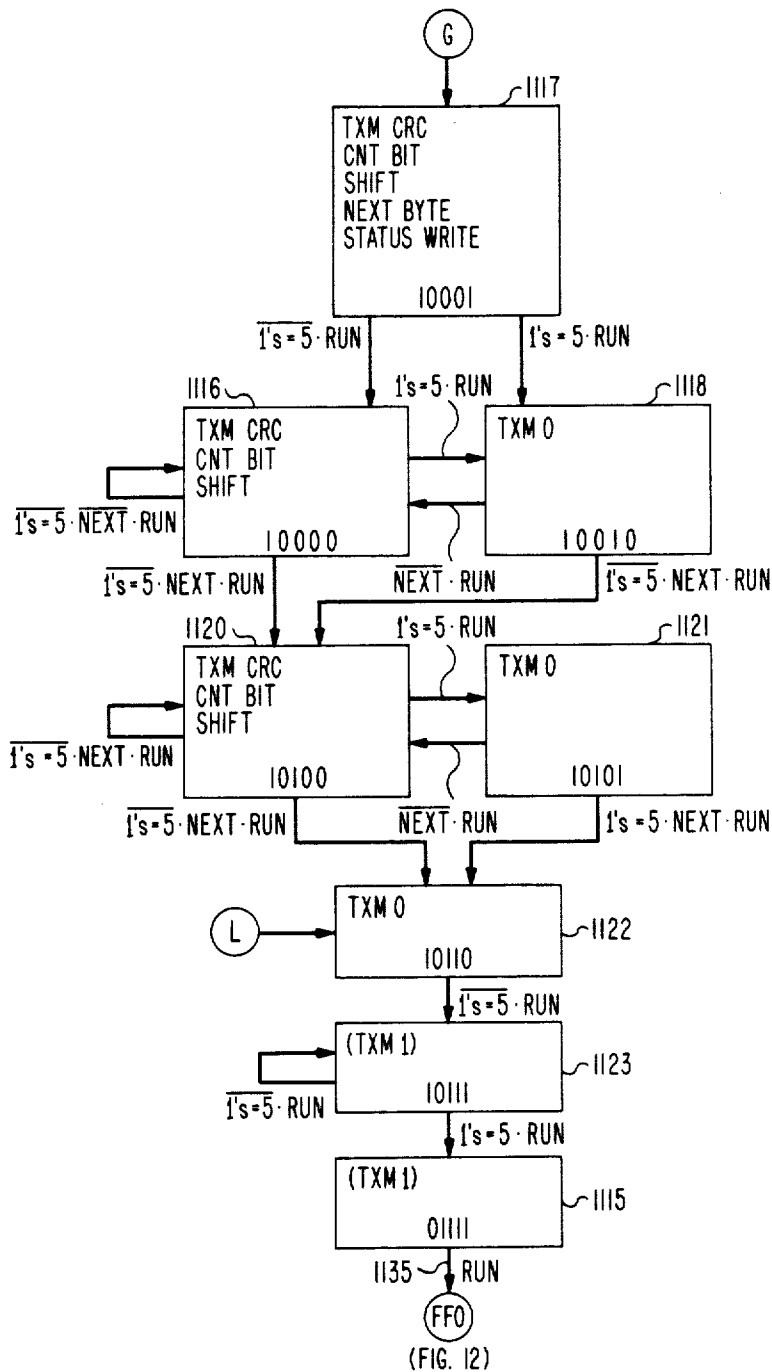 G
1117
TXM CRC
CNT BIT
SHIFT
NEXT BYTE
STATUS WRITE
10001
1's=5·RUN
1's=5·RUN
1116
1's=5·RUN
1118
TXM CRC
CNT BIT
SHIFT
10000
TXM 0
10010
1's=5·NEXT·RUN
1's=5·NEXT·RUN
NEXT·RUN
1's=5·NEXT·RUN
1120
1's=5·RUN
1121
TXM CRC
CNT BIT
SHIFT
10100
TXM 0
10101
1's=5·NEXT·RUN
1's=5·NEXT·RUN
NEXT·RUN
1's=5·NEXT·RUN
L
TXM 0
10110
1122
1's=5·RUN
(TXM 1)
10111
1123
1's=5·RUN
1's=5·RUN
(TXM 1)
01111
1115
1135
RUN
FF0
(FIG. 12)